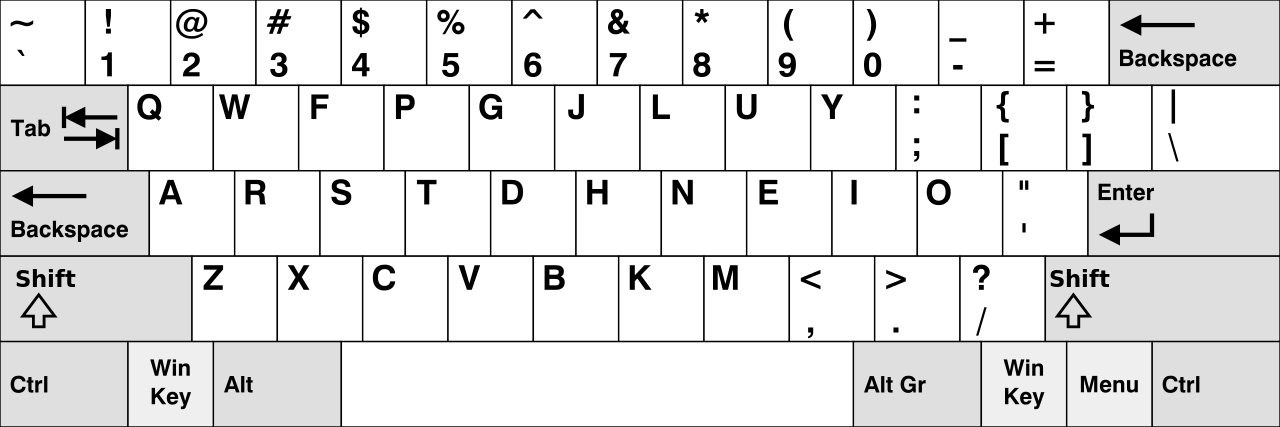 ~ ! @ # $ % ^ & * ( ) _ +
` 1 2 3 4 5 6 7 8 9 0 - = Backspace
Tab Q W F P G J L U Y : { } |
; [ ] \
A R S T D H N E I O " Enter
Backspace '
Shift Z X C V B K M < > ? Shift
, . /
Ctrl Win Key Alt Alt Gr Win Key Menu Ctrl